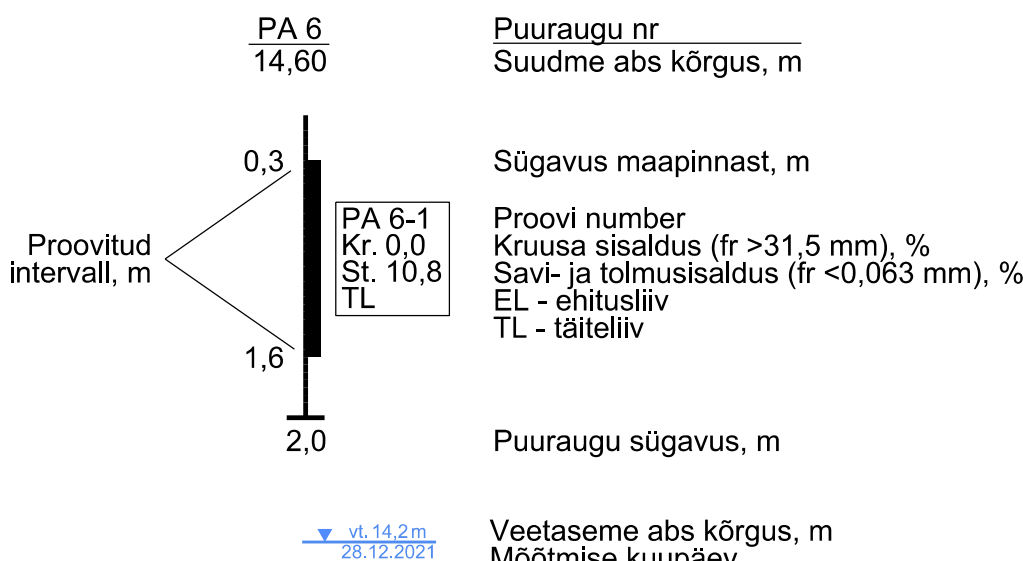 PA 6
14,60
Puuraugu nr
Suudme abs kõrgus, m
0,3
Sügavus maapinnast, m
Proovitud
intervall, m
PA 6-1
Kr. 0,0
St. 10,8
TL
Proovi number
Kruusa sisaldus (fr >31,5 mm), %
Savi- ja tolmusisaldus (fr <0,063 mm), %
EL - ehitusliiv
TL - täiteliiv
1,6
2,0
Puuraugu sügavus, m
vt. 14,2 m
28.12.2021
Veetaseme abs kõrgus, m
Mõõtmise kuupäev